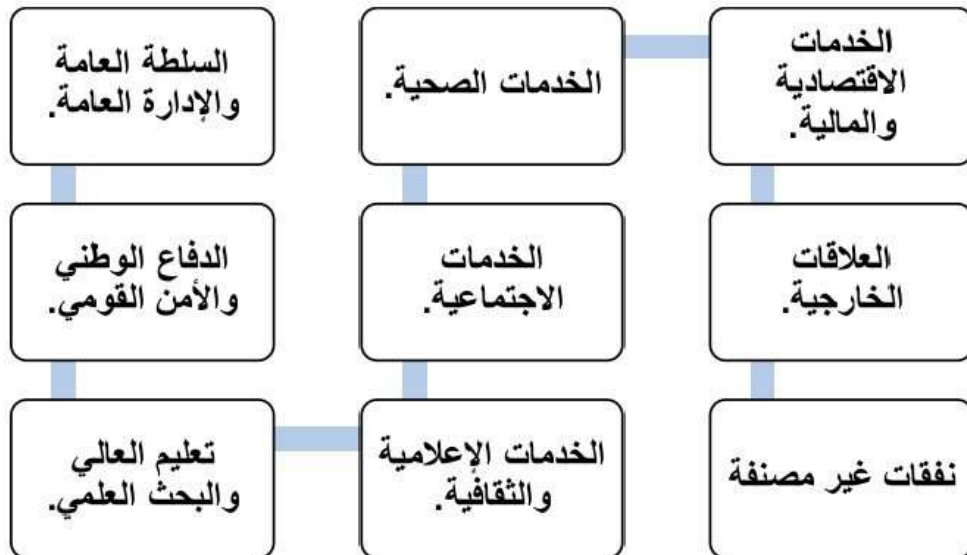 السلطة العامة
والإدارة العامة.
الدفاع الوطني
والأمن القومي.
تعليم العالي
والبحث العلمي.
الخدمات الإعلامية
والثقافية.
الخدمات
الاجتماعية.
الخدمات الصحية.
الخدمات
الاقتصادية
والمالية.
العلاقات
الخارجية.
نفقات غير مصنفة